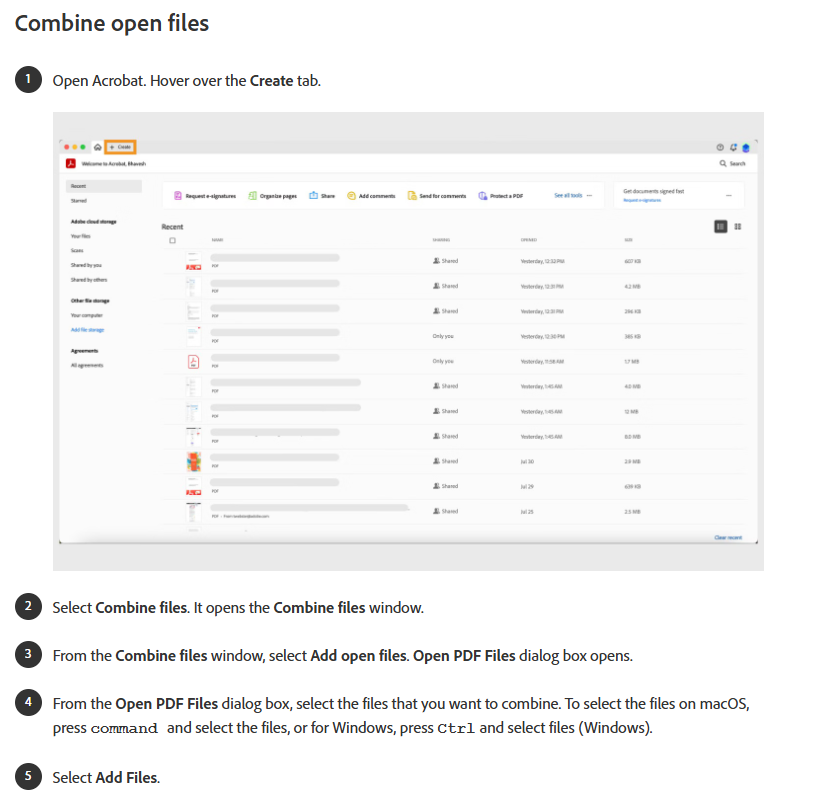 Combine open files
1
Open Acrobat. Hover over the Create tab.
+ Create
Welcome to Acrobat, Bhavesh
Search
Recent
Starred
Adobe cloud storage
Your files
Scans
Shared by you
Shared by others
Other file storage
Your computer
Add file storage
Agreements
All agreements
Request e-signatures
Organize pages
Share
Add comments
Send for comments
Protect a PDF
See all tools
Get documents signed fast
Request e-signatures
Recent
NAME SHARING OPENED SIZE
PDF Shared Yesterday, 12:32 PM 607 KB
PDF Shared Yesterday, 12:31 PM 4.2 MB
PDF Shared Yesterday, 12:31 PM 296 KB
PDF Only you Yesterday, 12:30 PM 385 KB
PDF Only you Yesterday, 11:58 AM 1.7 MB
PDF Shared Yesterday, 1:45 AM 4.0 MB
PDF Shared Yesterday, 1:45 AM 12 MB
PDF Shared Yesterday, 1:45 AM 8.0 MB
PDF Shared Jul 30 2.9 MB
PDF Shared Jul 29 609 KB
Shared Jul 25 2.5 MB
Clear recent
2
Select Combine files. It opens the Combine files window.
3
From the Combine files window, select Add open files. Open PDF Files dialog box opens.
4
From the Open PDF Files dialog box, select the files that you want to combine. To select the files on macOS,
press command and select the files, or for Windows, press Ctrl and select files (Windows).
5
Select Add Files.